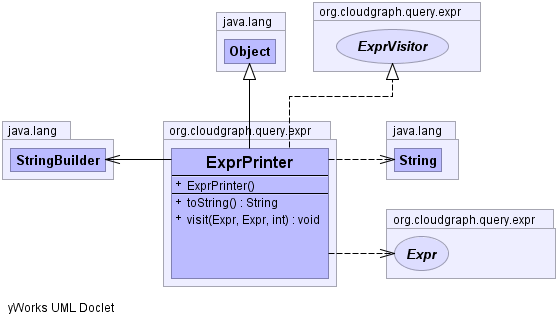 org.cloudgraph.query.expr
java.lang
ExprVisitor
Object
java.lang
org.cloudgraph.query.expr
java.lang
StringBuilder
ExprPrinter
String
+ ExprPrinter()
+ toString() : String
+ visit(Expr, Expr, int) : void
org.cloudgraph.query.expr
Expr
yWorks UML Doclet